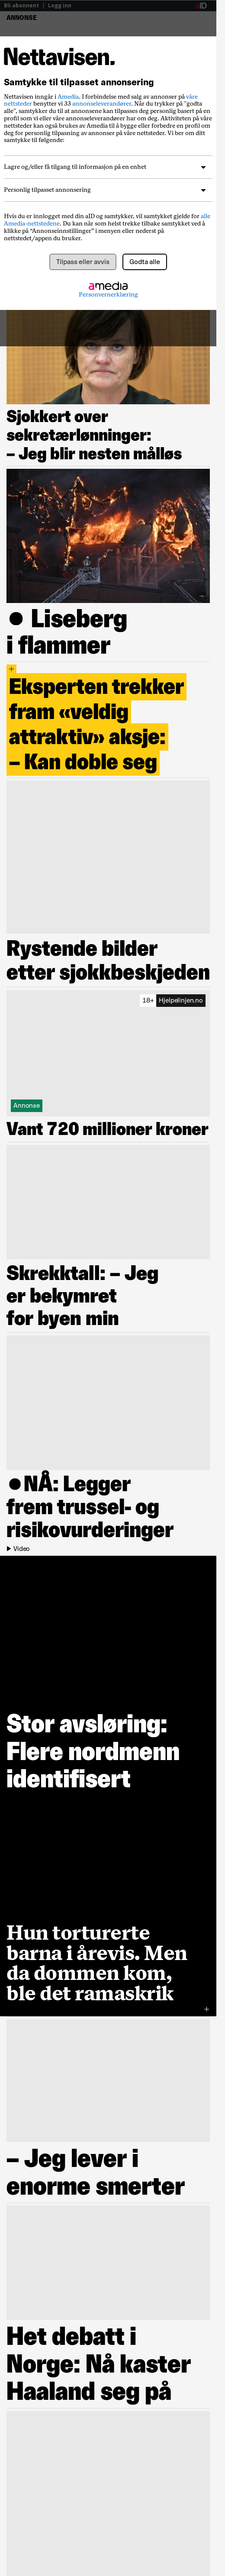 Bli abonnent | Logg inn
aID
ANNONSE
Nettavisen.
Samtykke til tilpasset annonsering
Nettavisen inngår i Amedia. I forbindelse med salg av annonser på våre
nettsteder benytter vi 33 annonseleverandører. Når du trykker på "godta
alle", samtykker du til at annonsene kan tilpasses deg personlig basert på en
profil som vi eller våre annonseleverandører har om deg. Aktiviteten på våre
nettsteder kan også brukes av Amedia til å bygge eller forbedre en profil om
deg for personlig tilpasning av annonser på våre nettsteder. Vi ber om ditt
samtykke til følgende:
Lagre og/eller få tilgang til informasjon på en enhet
Personlig tilpasset annonsering
Hvis du er innlogget med din aID og samtykker, vil samtykket gjelde for alle
Amedia-nettstedene. Du kan når som helst trekke tilbake samtykket ved å
klikke på “Annonseinnstillinger” i menyen eller nederst på
nettstedet/appen du bruker.
Tilpass eller avvis
Godta alle
amedia
Personvernerklæring
Sjokkert over
sekretærlønninger:
– Jeg blir nesten målløs
● Liseberg
i flammer
+
Eksperten trekker
fram «veldig
attraktiv» aksje:
– Kan doble seg
Rystende bilder
etter sjokkbeskjeden
18+ Hjelpelinjen.no
Annonse
Vant 720 millioner kroner
Skrekktall: – Jeg
er bekymret
for byen min
●NÅ: Legger
frem trussel- og
risikovurderinger
Video
Stor avsløring:
Flere nordmenn
identifisert
Hun torturerte
barna i årevis. Men
da dommen kom,
ble det ramaskrik
+
– Jeg lever i
enorme smerter
Het debatt i
Norge: Nå kaster
Haaland seg på